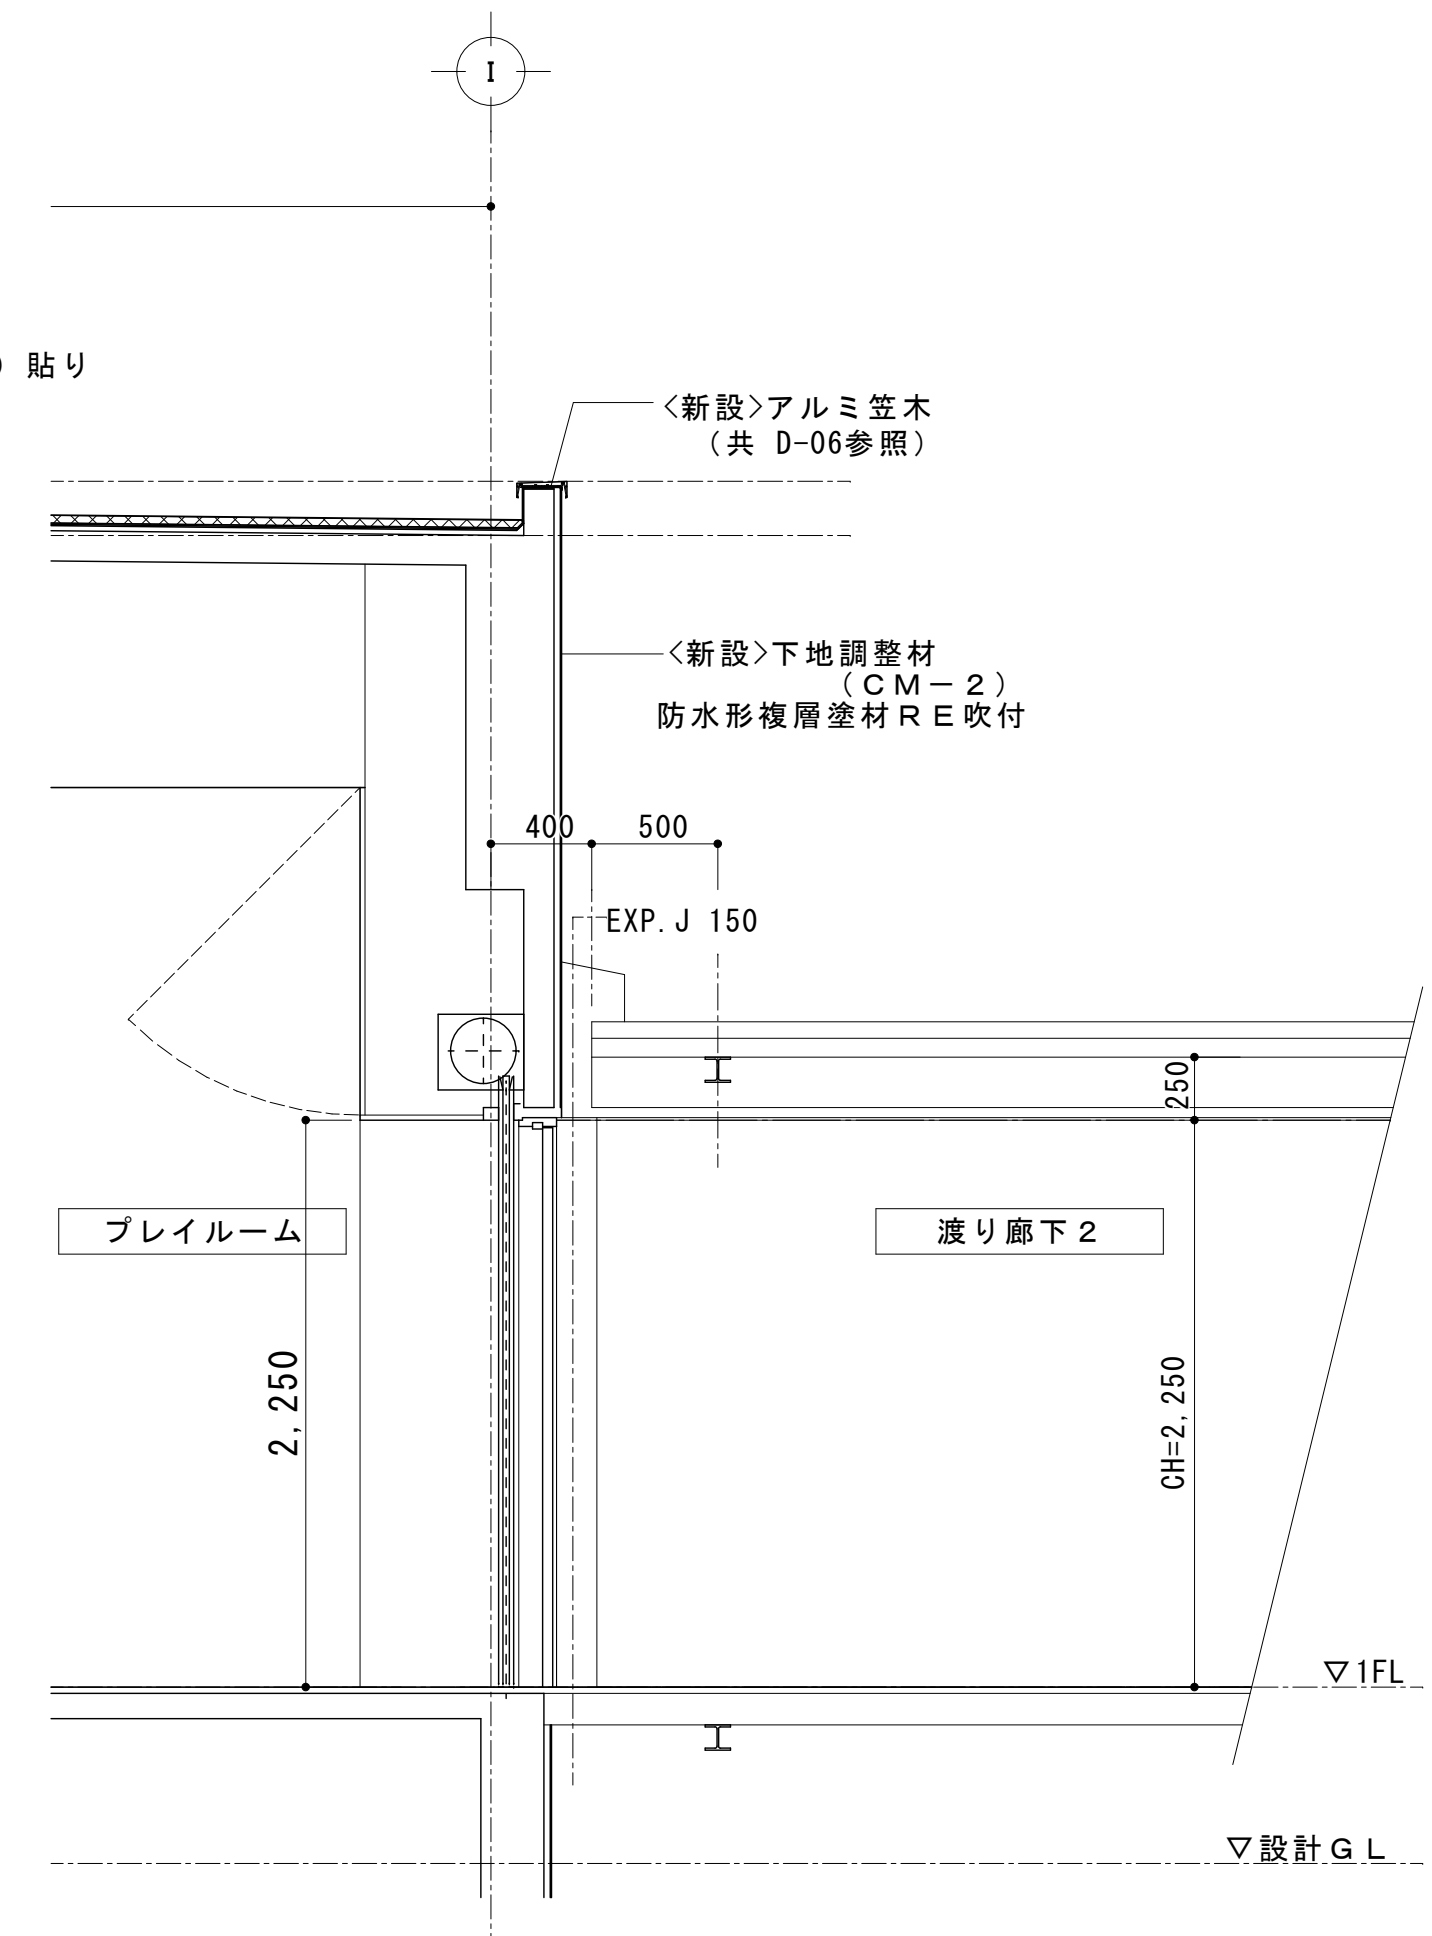 I
) 貼り
<新設>アルミ笠木
(共 D-06参照)
<新設>下地調整材
(CM-2)
防水形複層塗材RE吹付
400 500
EXP.J 150
250
プレイルーム
渡り廊下2
2,250
CH=2,250
▽1FL
▽設計GL